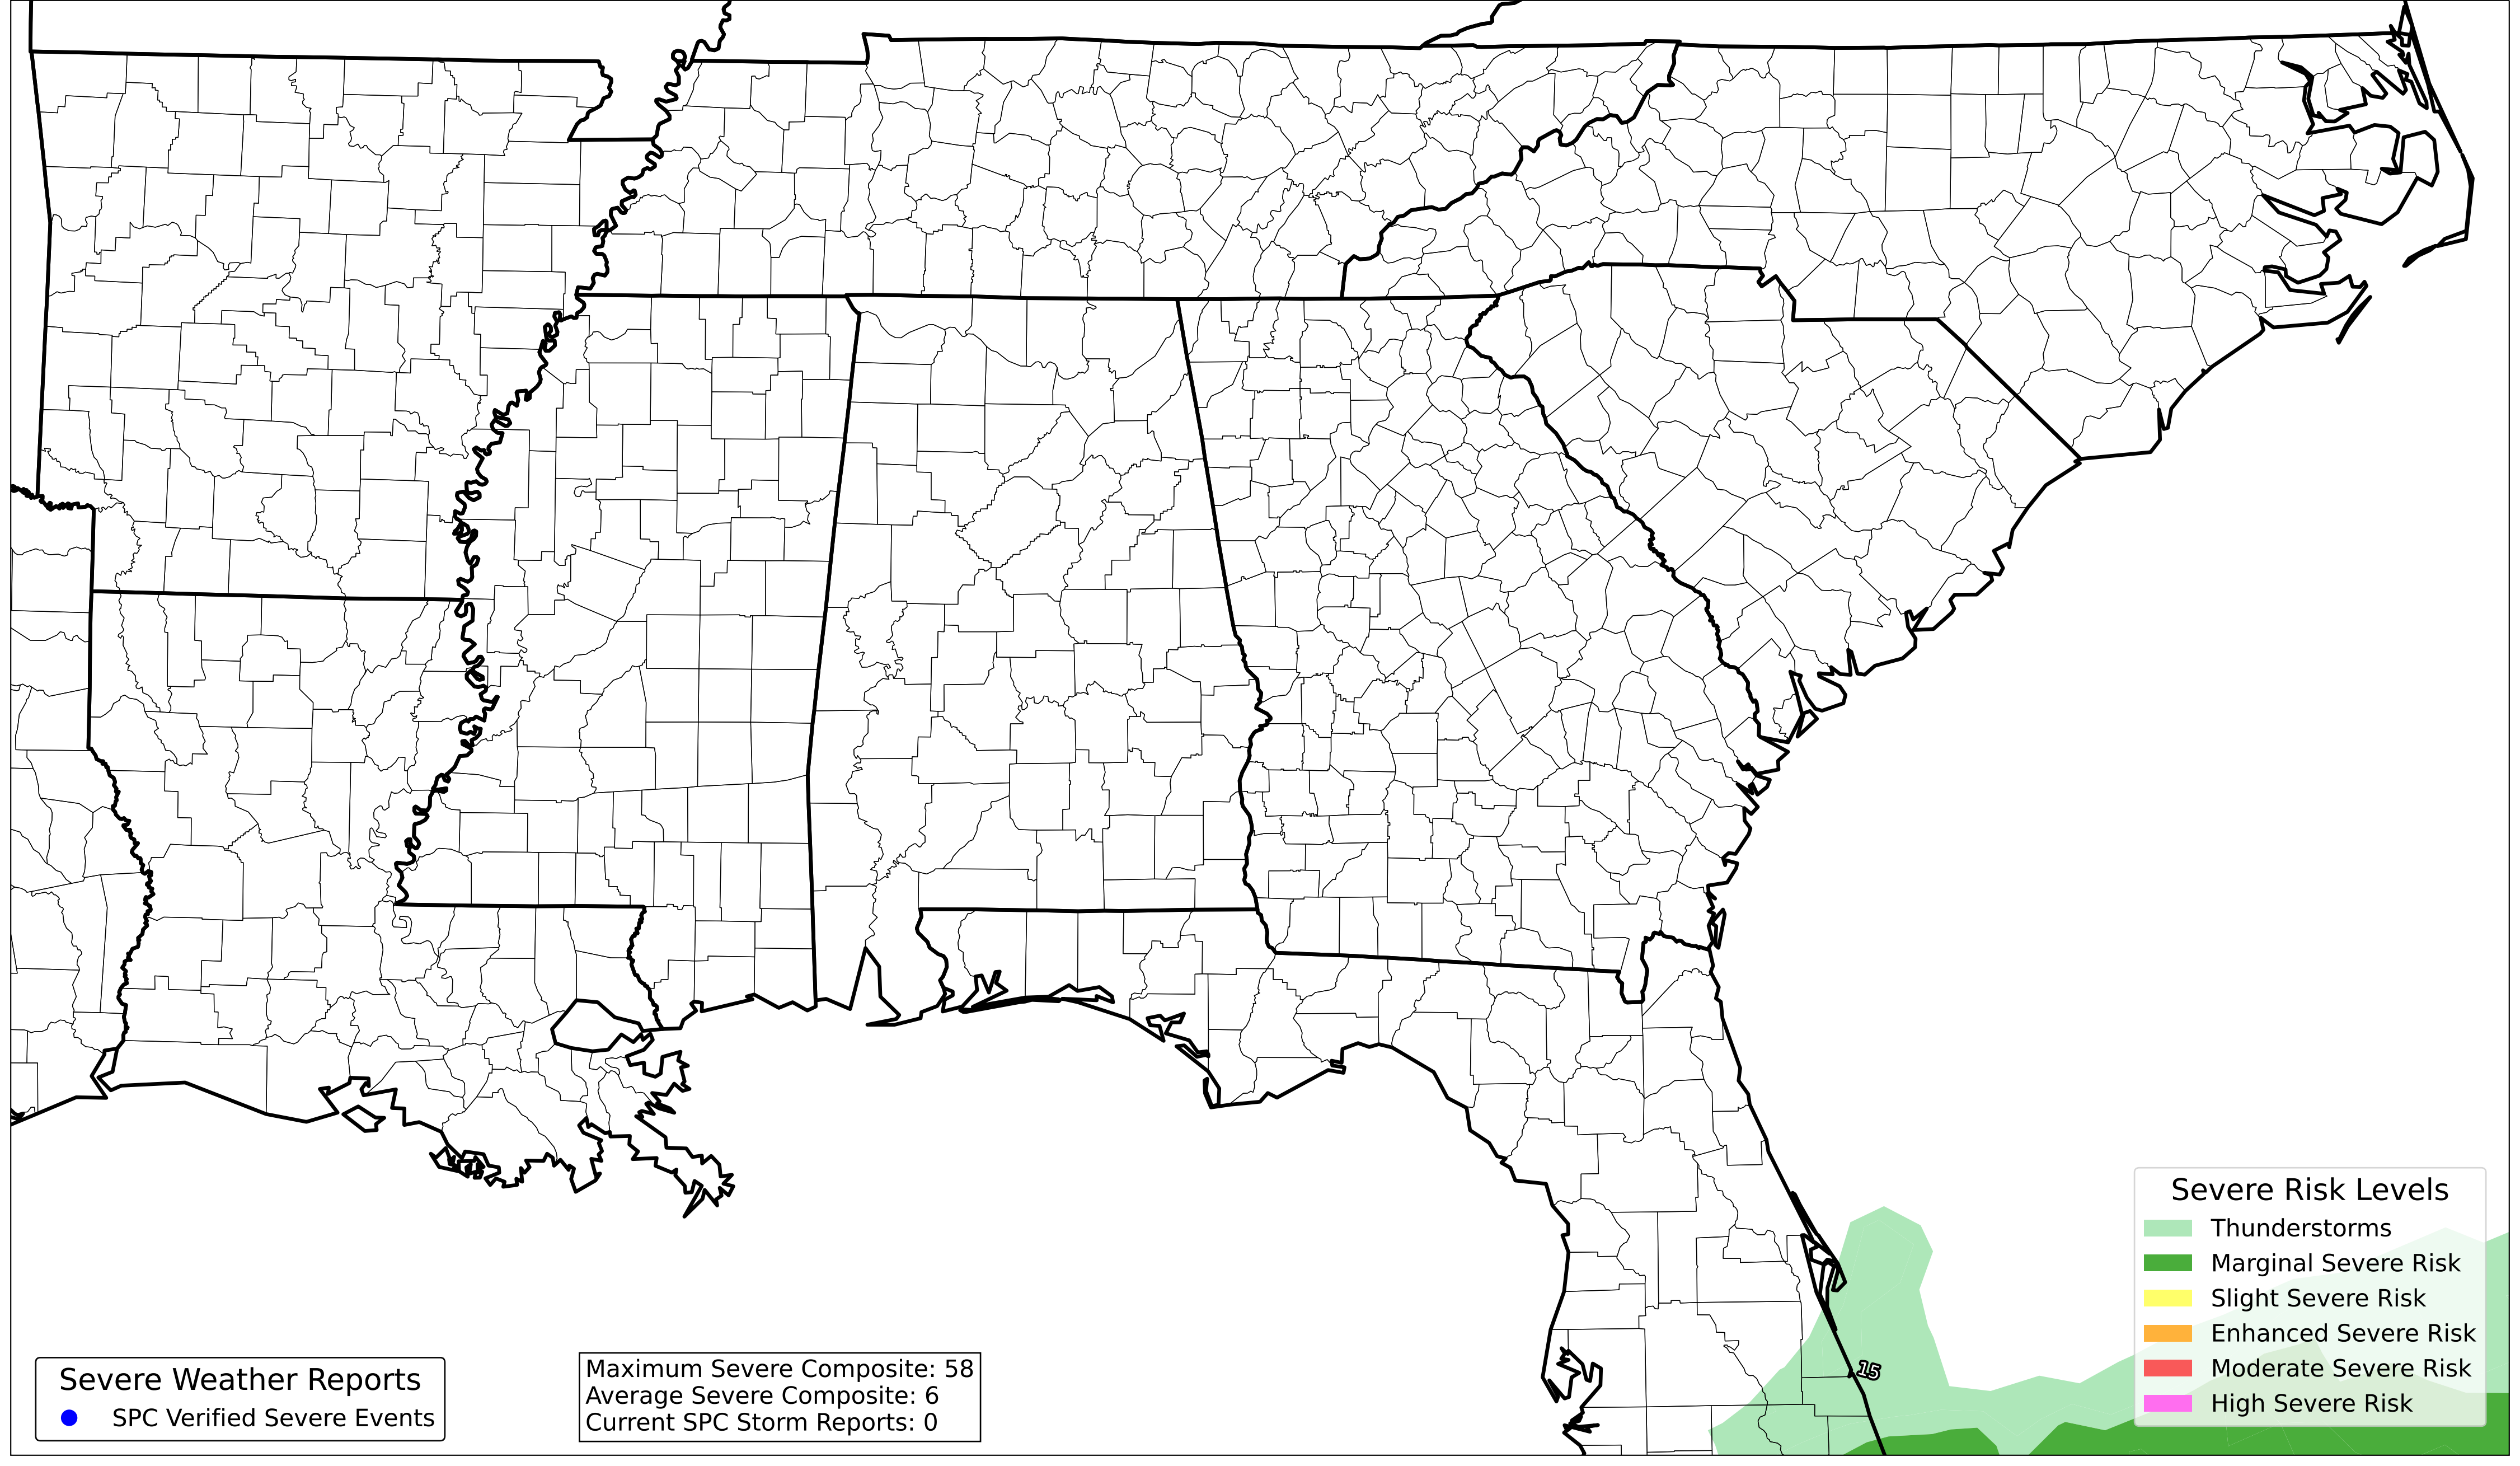 15
Severe Risk Levels
Thunderstorms
Marginal Severe Risk
Slight Severe Risk
Enhanced Severe Risk
Moderate Severe Risk
High Severe Risk
Severe Weather Reports
SPC Verified Severe Events
Maximum Severe Composite: 58
Average Severe Composite: 6
Current SPC Storm Reports: 0